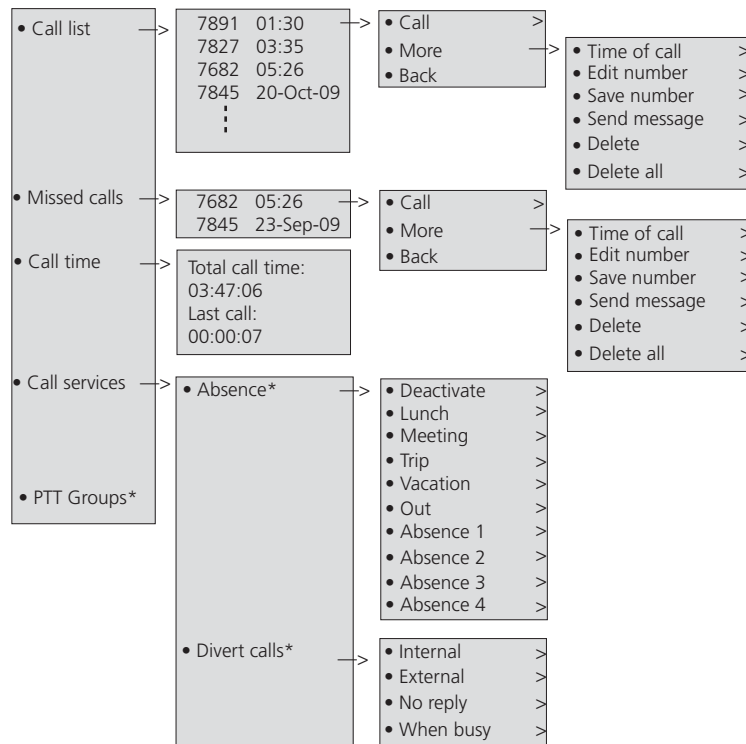 • Call list —>
7891 01:30 —>
7827 03:35
7682 05:26
7845 20-Oct-09
• Call >
• More —>
• Back
• Time of call >
• Edit number >
• Save number >
• Send message >
• Delete >
• Delete all >
• Missed calls —>
7682 05:26 —>
7845 23-Sep-09
• Call >
• More —>
• Back
• Time of call >
• Edit number >
• Save number >
• Send message >
• Delete >
• Delete all >
• Call time —>
Total call time:
03:47:06
Last call:
00:00:07
• Call services —>
• Absence* —>
• Deactivate >
• Lunch >
• Meeting >
• Trip >
• Vacation >
• Out >
• Absence 1 >
• Absence 2 >
• Absence 3 >
• Absence 4 >
• Divert calls* —>
• Internal >
• External >
• No reply >
• When busy >
• PTT Groups*